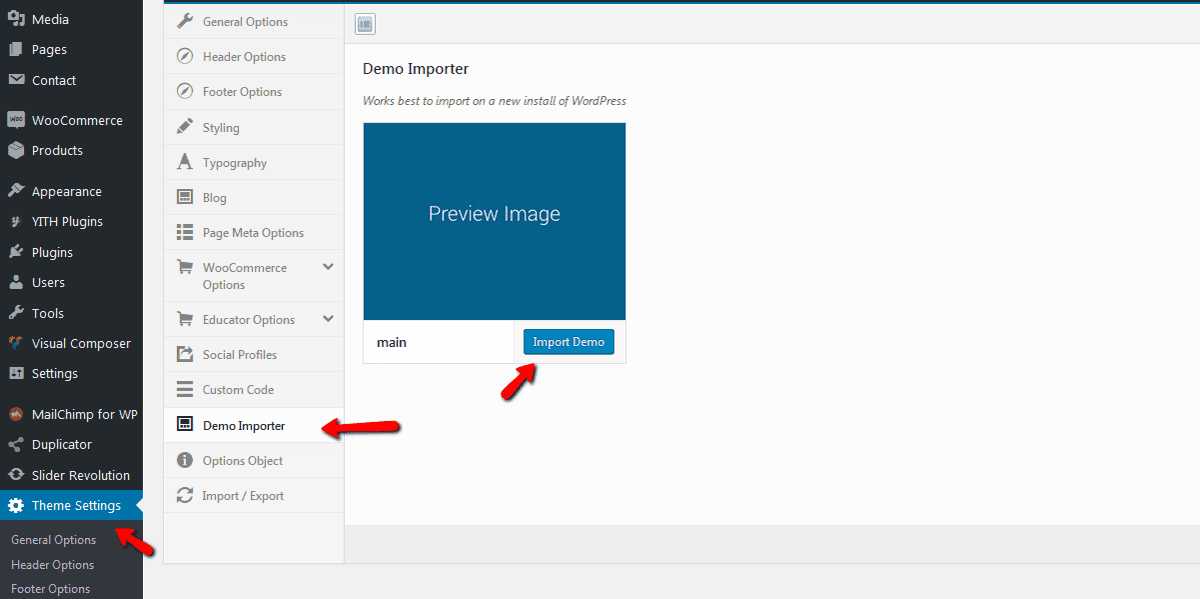 Media
Pages
Contact
WooCommerce
Products
Appearance
YITH Plugins
Plugins
Users
Tools
Visual Composer
Settings
MailChimp for WP
Duplicator
Slider Revolution
Theme Settings
General Options
Header Options
Footer Options
General Options
Header Options
Footer Options
Styling
Typography
Blog
Page Meta Options
WooCommerce
Options
Educator Options
Social Profiles
Custom Code
Demo Importer
Options Object
Import / Export
Demo Importer
Works best to import on a new install of WordPress
Preview Image
main
Import Demo